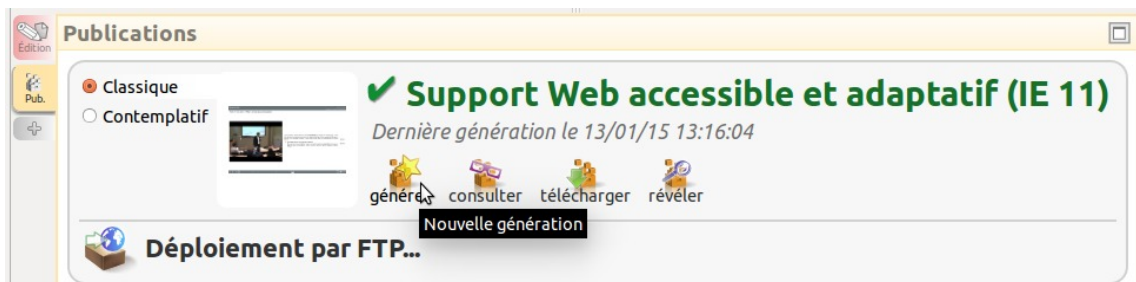 Édition
Publications
Pub.
Classique
Contemplatif
✔ Support Web accessible et adaptatif (IE 11)
Dernière génération le 13/01/15 13:16:04
générer consulter télécharger révéler
Nouvelle génération
Déploiement par FTP...